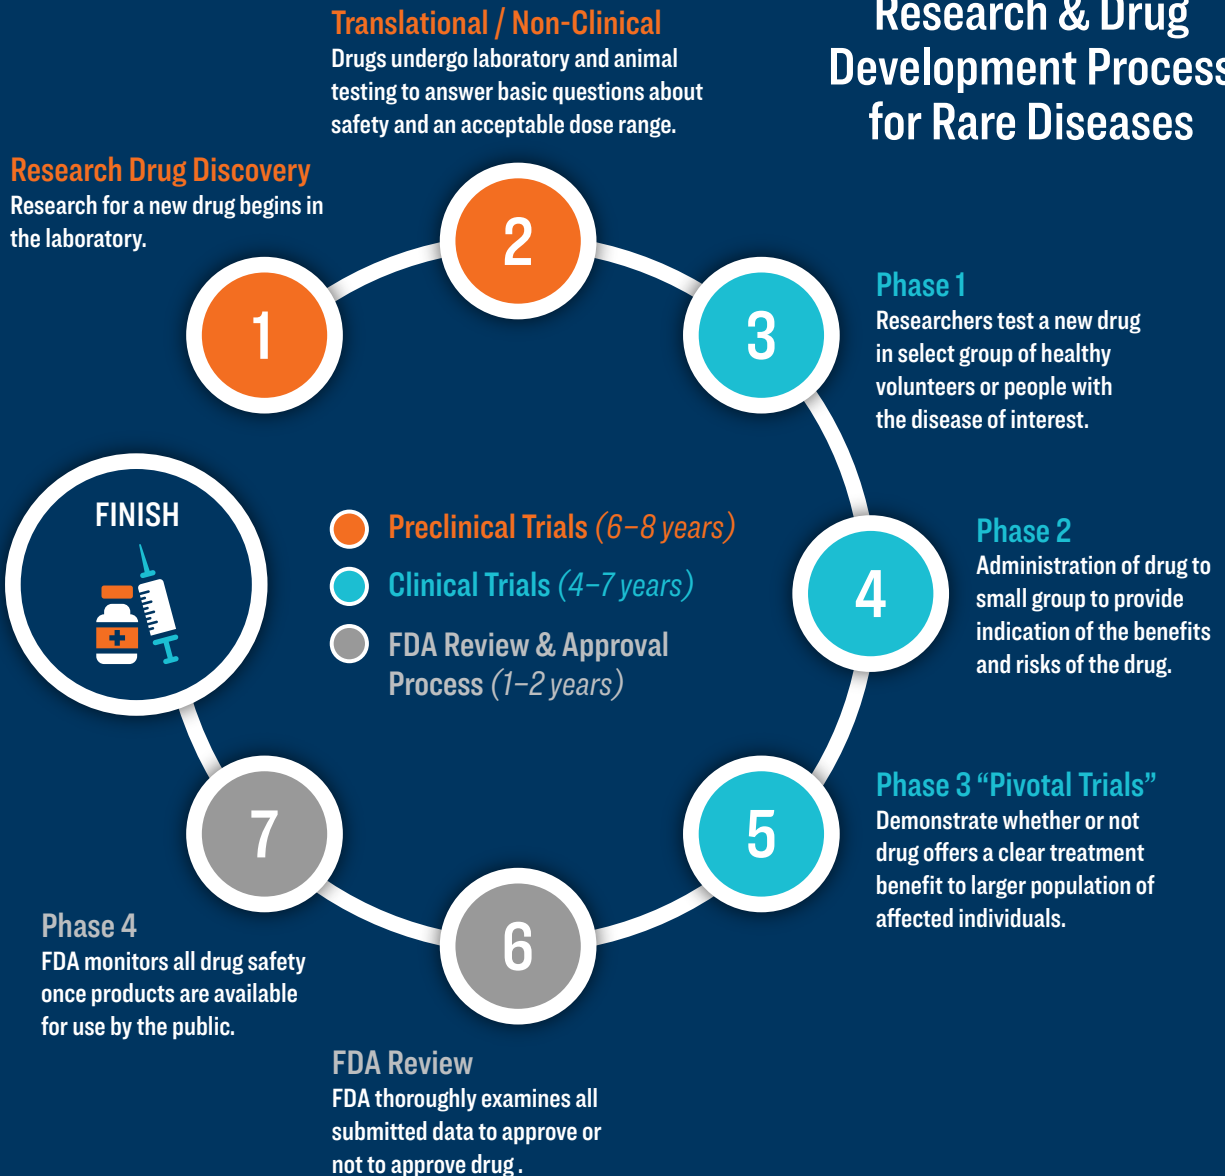 Research & Drug
Development Process
for Rare Diseases
Research Drug Discovery
Research for a new drug begins in
the laboratory.
1
Translational / Non-Clinical
Drugs undergo laboratory and animal
testing to answer basic questions about
safety and an acceptable dose range.
2
Phase 1
Researchers test a new drug
in select group of healthy
volunteers or people with
the disease of interest.
3
Phase 2
Administration of drug to
small group to provide
indication of the benefits
and risks of the drug.
4
Phase 3 “Pivotal Trials”
Demonstrate whether or not
drug offers a clear treatment
benefit to larger population of
affected individuals.
5
FDA Review
FDA thoroughly examines all
submitted data to approve or
not to approve drug .
6
Phase 4
FDA monitors all drug safety
once products are available
for use by the public.
7
FINISH
Preclinical Trials (6–8 years)
Clinical Trials (4–7 years)
FDA Review & Approval
Process (1–2 years)